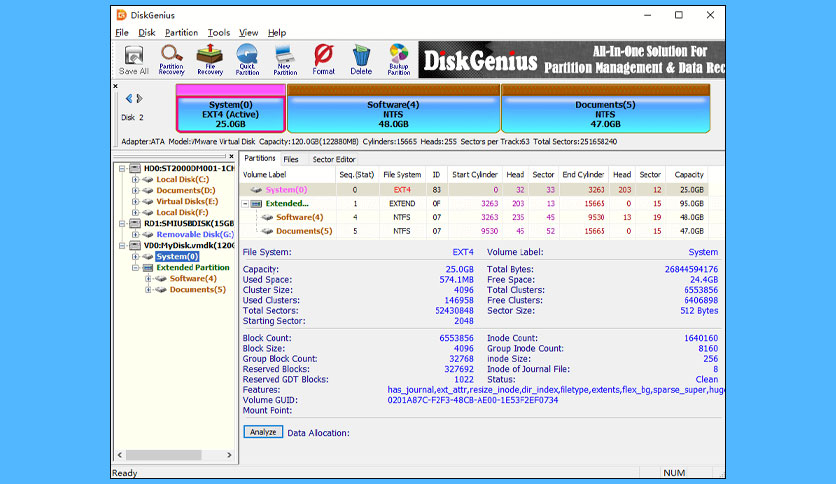 DiskGenius
File Disk Partition Tools View Help
Save All
Partition Recovery
File Recovery
Quick Partition
New Partition
Format
Delete
Backup Partition
DiskGenius
All-In-One Solution For
Partition Management & Data Rec
Disk 2
System(0)
EXT4 (Active)
25.0GB
Software(4)
NTFS
48.0GB
Documents(5)
NTFS
47.0GB
Adapter:ATA Model:VMware Virtual Disk Capacity:120.0GB(122880MB) Cylinders:15665 Heads:255 Sectors per Track:63 Total Sectors:251658240
HD0:ST2000DM001-1CH
Local Disk(C:)
Documents(D:)
Virtual Disks(E:)
Local Disk(F:)
RD1:SMIUSBDISK(15GB
Removable Disk(G:)
VD0:MyDisk.vmdk(120G
System(0)
Extended Partition
Software(4)
Documents(5)
Partitions Files Sector Editor
Volume Label Seq.(Stat) File System ID Start Cylinder Head Sector End Cylinder Head Sector Capacity
System(0) 0 EXT4 83 0 32 33 3263 203 12 25.0GB
Extended... 1 EXTEND 0F 3263 203 13 15665 0 15 95.0GB
Software(4) 4 NTFS 07 3263 235 45 9530 13 19 48.0GB
Documents(5) 5 NTFS 07 9530 45 52 15665 0 15 47.0GB
File System: EXT4 Volume Label: System
Capacity: 25.0GB Total Bytes: 26844594176
Used Space: 574.1MB Free Space: 24.4GB
Cluster Size: 4096 Total Clusters: 6553856
Used Clusters: 146958 Free Clusters: 6406898
Total Sectors: 52430848 Sector Size: 512 Bytes
Starting Sector: 2048
Block Count: 6553856 Inode Count: 1640160
Block Size: 4096 Group Inode Count: 8160
Group Block Count: 32768 inode Size: 256
Reserved Blocks: 327692 Inode of Journal File: 8
Reserved GDT Blocks: 1022 Status: Clean
Features: has_journal,ext_attr,resize_inode,dir_index,filetype,extents,flex_bg,sparse_super,huge
Volume GUID: 0201A87C-F2F3-48CB-AE00-1E53F2EF0734
Mount Point:
Analyze Data Allocation:
Ready NUM